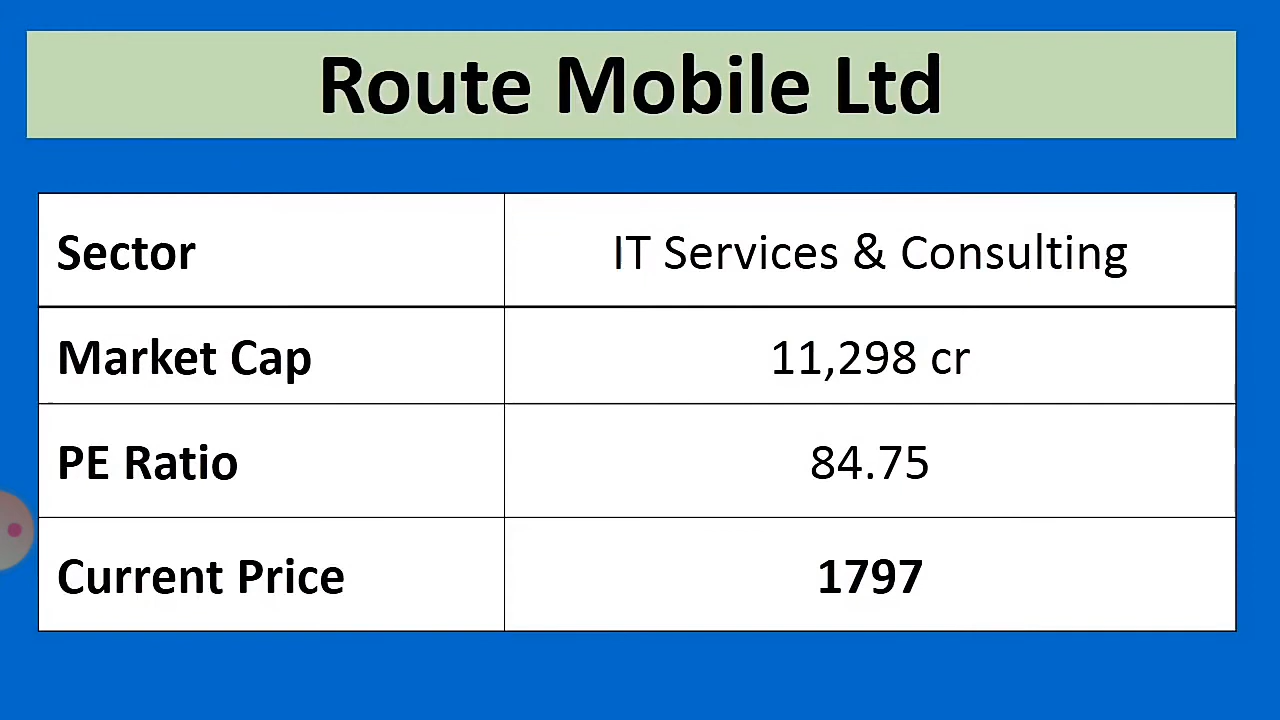 Route Mobile Ltd
Sector IT Services & Consulting
Market Cap 11,298 cr
PE Ratio 84.75
Current Price 1797